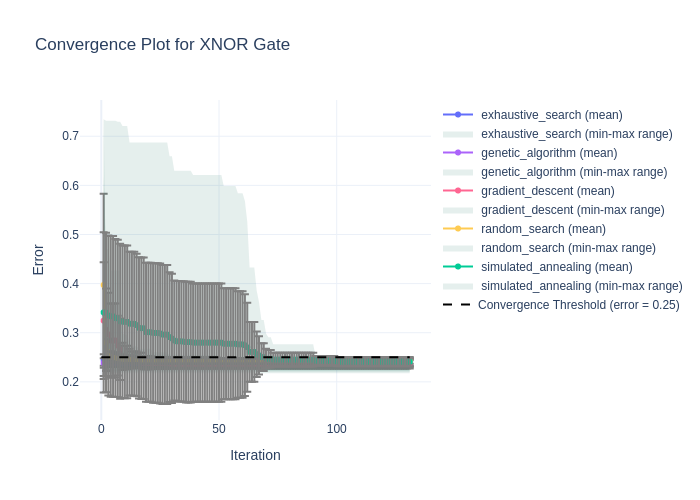 Convergence Plot for XNOR Gate
exhaustive_search (mean)
exhaustive_search (min-max range)
genetic_algorithm (mean)
genetic_algorithm (min-max range)
gradient_descent (mean)
gradient_descent (min-max range)
random_search (mean)
random_search (min-max range)
simulated_annealing (mean)
simulated_annealing (min-max range)
Convergence Threshold (error = 0.25)
Error
0.7
0.6
0.5
0.4
0.3
0.2
0
50
100
Iteration